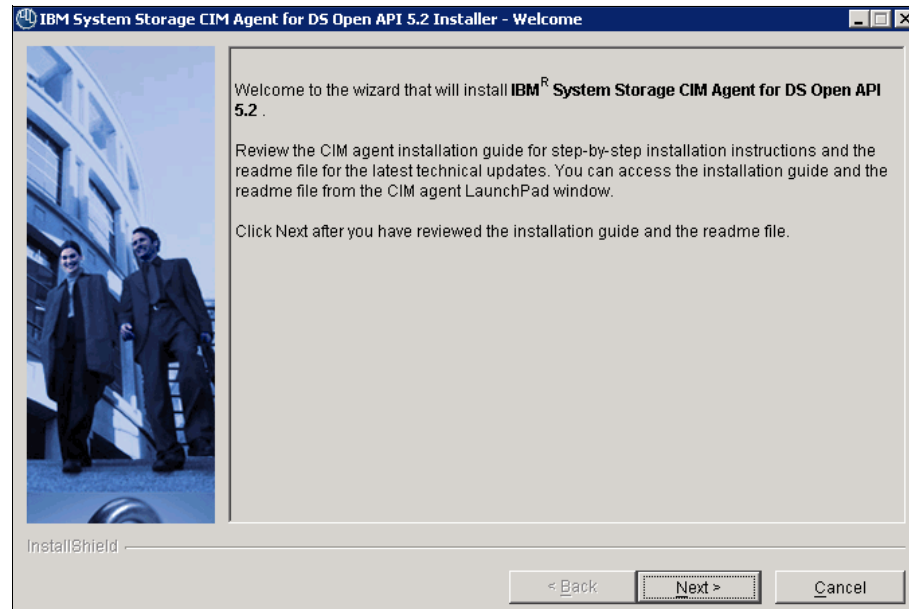 IBM System Storage CIM Agent for DS Open API 5.2 Installer - Welcome
Welcome to the wizard that will install IBM^R System Storage CIM Agent for DS Open API
5.2 .
Review the CIM agent installation guide for step-by-step installation instructions and the
readme file for the latest technical updates. You can access the installation guide and the
readme file from the CIM agent LaunchPad window.
Click Next after you have reviewed the installation guide and the readme file.
InstallShield
< Back
Next >
Cancel